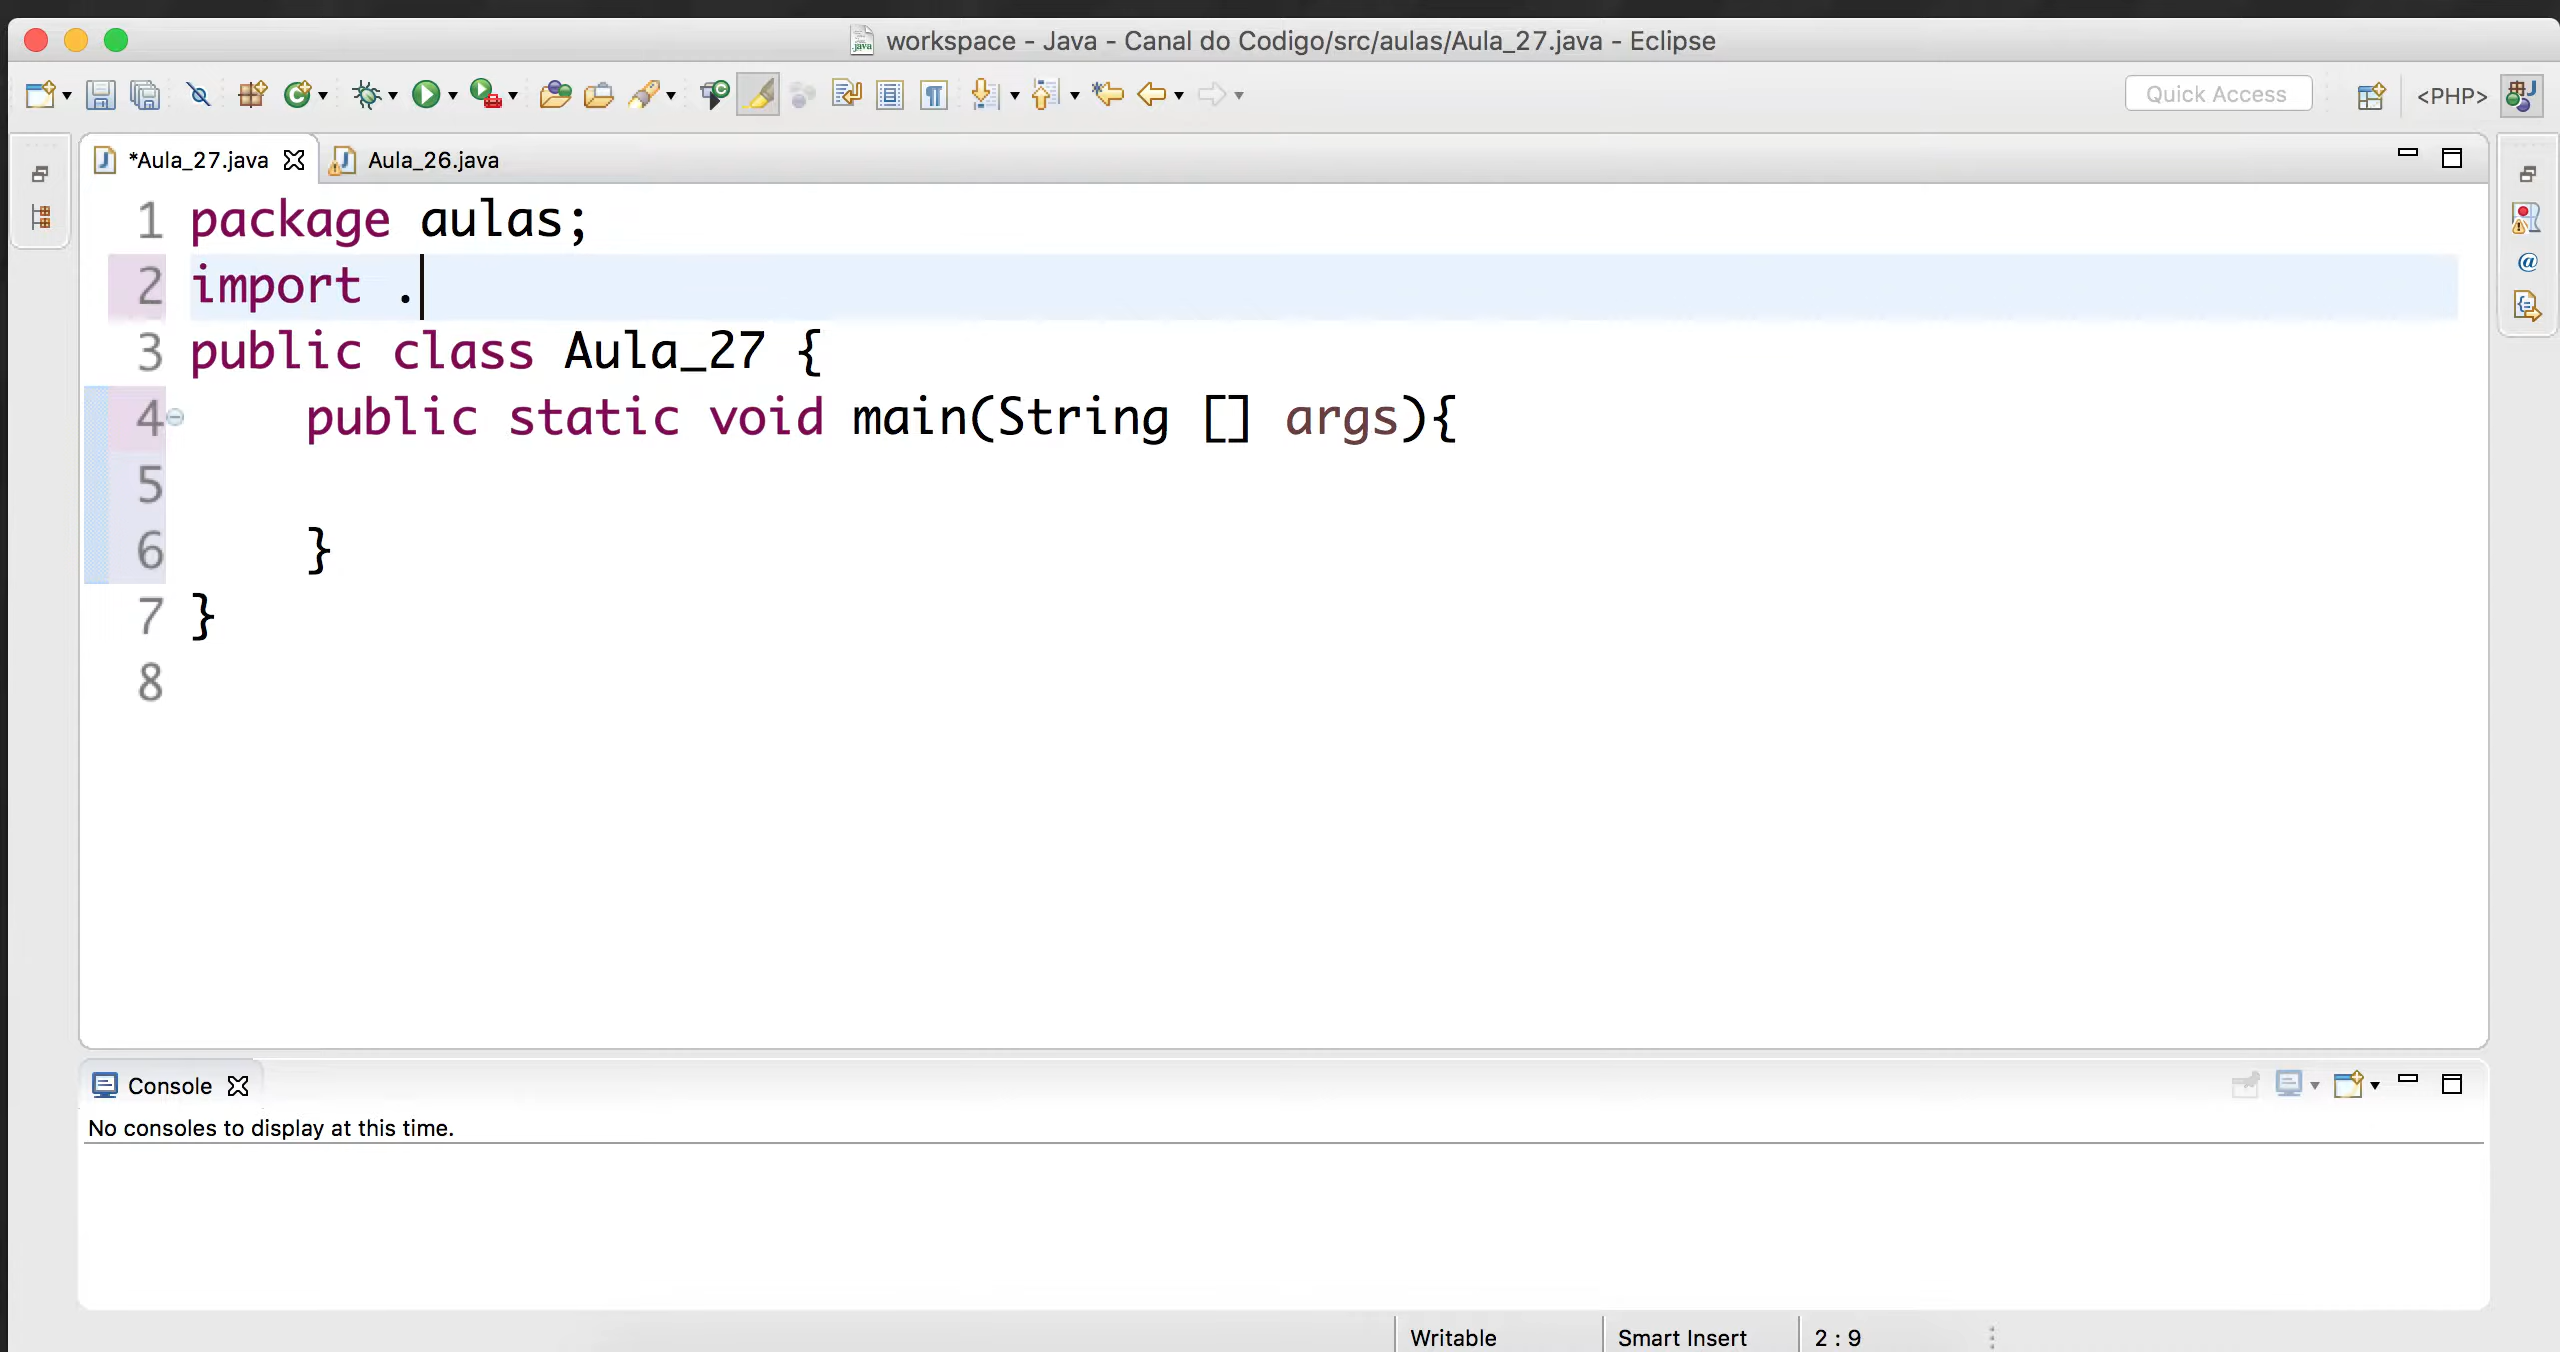 workspace - Java - Canal do Codigo/src/aulas/Aula_27.java - Eclipse
Quick Access
<PHP>
*Aula_27.java
Aula_26.java
1 package aulas;
2 import .
3 public class Aula_27 {
4 public static void main(String [] args){
5
6 }
7 }
8
Console
No consoles to display at this time.
Writable
Smart Insert
2 : 9